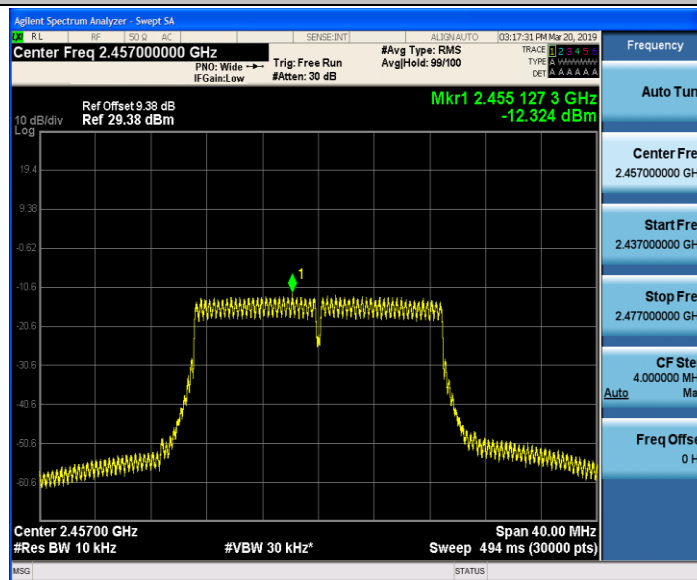 Agilent Spectrum Analyzer - Swept SA
RL RF 50 Ω AC SENSE:INT ALIGNAUTO 03:17:31 PM Mar 20, 2019
Center Freq 2.457000000 GHz
PNO: Wide
IFGain:Low
Trig: Free Run
#Atten: 30 dB
#Avg Type: RMS
Avg|Hold: 99/100
TRACE 1 2 3 4 5 6
TYPE A WWWWW
DET A A A A A A
Frequency
Mkr1 2.455 127 3 GHz
-12.324 dBm
Ref Offset 9.38 dB
10 dB/div Ref 29.38 dBm
Log
19.4
9.38
-0.62
-10.6
-20.6
-30.6
-40.6
-50.6
-60.6
1
Center 2.45700 GHz
Span 40.00 MHz
#Res BW 10 kHz
#VBW 30 kHz*
Sweep 494 ms (30000 pts)
MSG
STATUS
Auto Tun
Center Fre
2.457000000 GH
Start Fre
2.437000000 GH
Stop Fre
2.477000000 GH
CF Ste
4.000000 MH
Auto Ma
Freq Offse
0 H